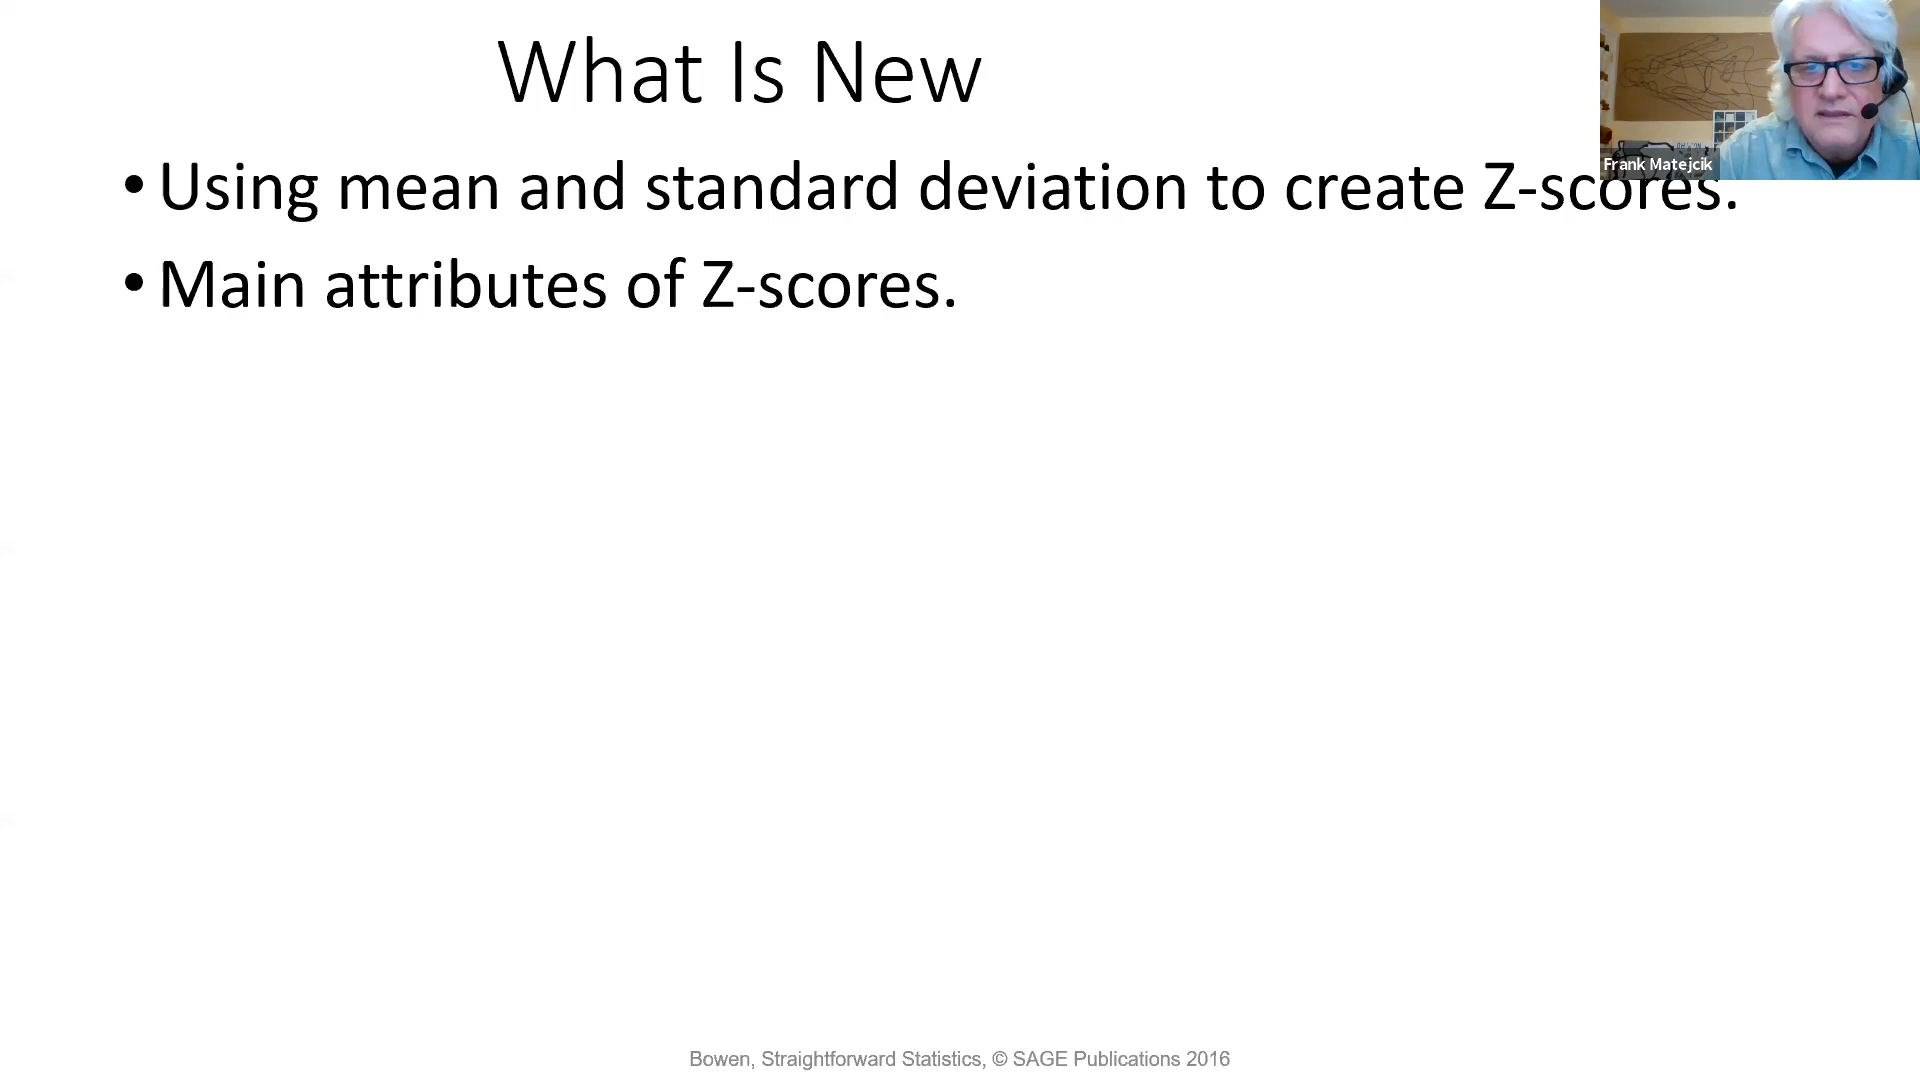 What Is New
• Using mean and standard deviation to create Z-scores.
• Main attributes of Z-scores.
Frank Matejcik
Bowen, Straightforward Statistics, © SAGE Publications 2016